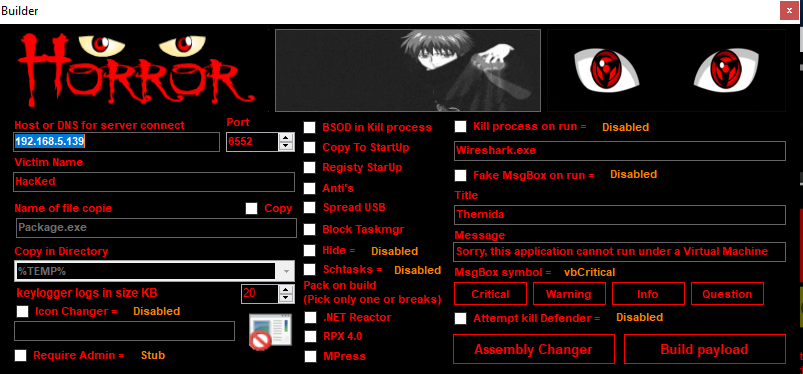 Builder
x
HORROR
Host or DNS for server connect
Port
192.168.5.139
6552
Victim Name
HacKed
Name of file copie
Copy
Package.exe
Copy in Directory
%TEMP%
keylogger logs in size KB
20
Icon Changer = Disabled
Require Admin = Stub
BSOD in Kill process
Copy To StartUp
Registy StarUp
Anti's
Spread USB
Block Taskmgr
Hide = Disabled
Schtasks = Disabled
Pack on build
(Pick only one or breaks)
.NET Reactor
RPX 4.0
MPress
Kill process on run = Disabled
Wireshark.exe
Fake MsgBox on run = Disabled
Title
Themida
Message
Sorry, this application cannot run under a Virtual Machine
MsgBox symbol = vbCritical
Critical
Warning
Info
Question
Attempt kill Defender = Disabled
Assembly Changer
Build payload